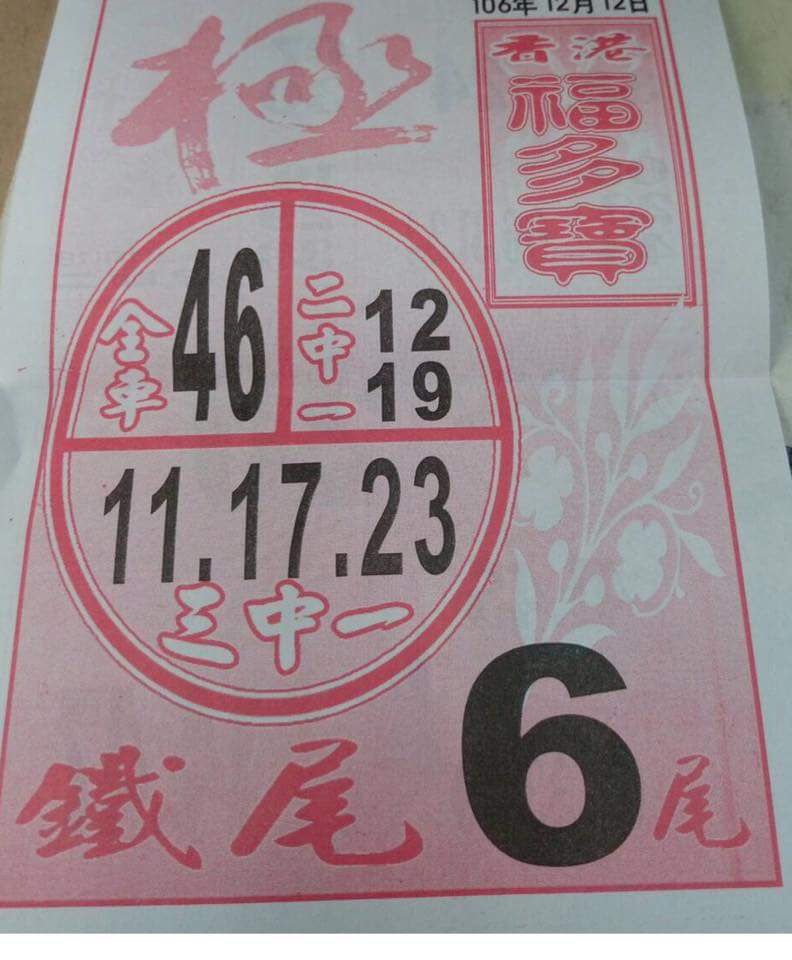 106年12月12日
極
香港
福多寶
全車
46
二中一
12
19
11.17.23
三中一
鐵尾
6尾